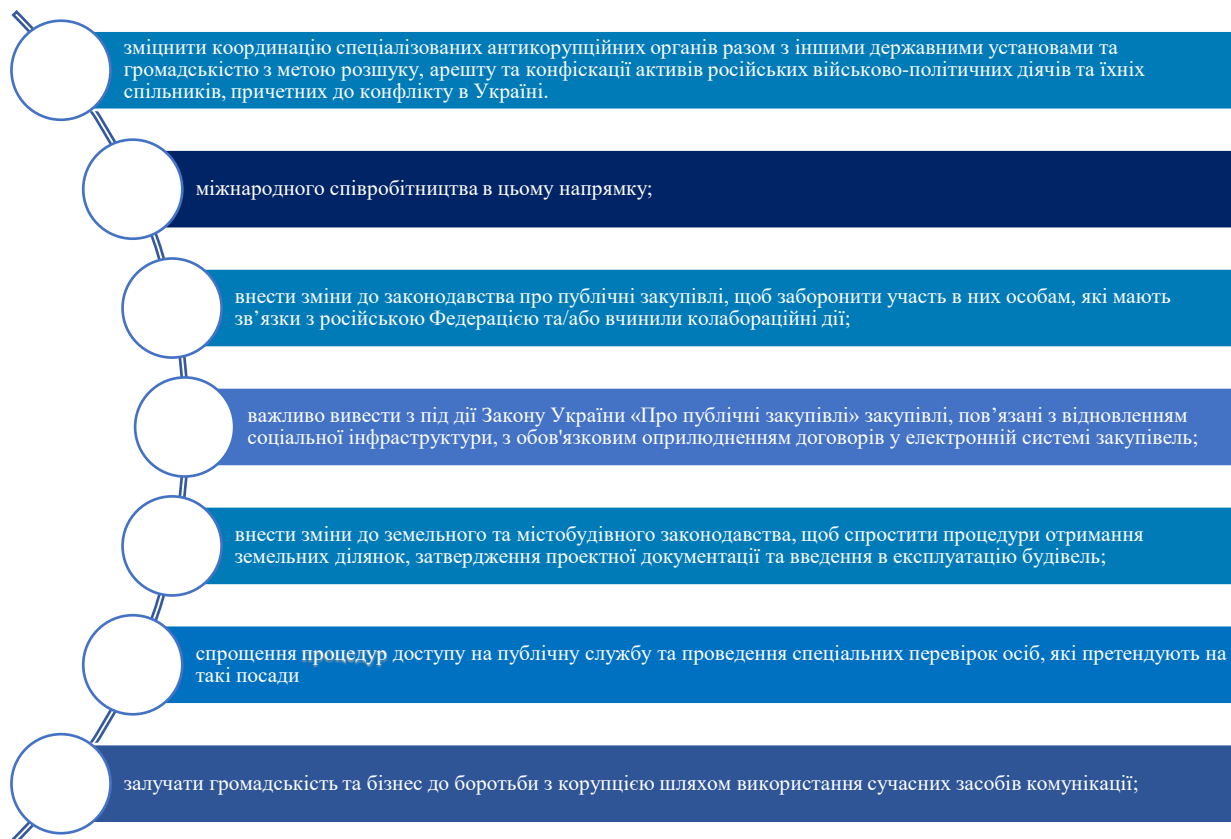 зміцнити координацію спеціалізованих антикорупційних органів разом з іншими державними установами та
громадськістю з метою розшуку, арешту та конфіскації активів російських військово-політичних діячів та їхніх
спільників, причетних до конфлікту в Україні.
міжнародного співробітництва в цьому напрямку;
внести зміни до законодавства про публічні закупівлі, щоб заборонити участь в них особам, які мають
зв’язки з російською Федерацією та/або вчинили колабораційні дії;
важливо вивести з під дії Закону України «Про публічні закупівлі» закупівлі, пов’язані з відновленням
соціальної інфраструктури, з обов'язковим оприлюдненням договорів у електронній системі закупівель;
внести зміни до земельного та містобудівного законодавства, щоб спростити процедури отримання
земельних ділянок, затвердження проектної документації та введення в експлуатацію будівель;
спрощення процедур доступу на публічну службу та проведення спеціальних перевірок осіб, які претендують на
такі посади
залучати громадськість та бізнес до боротьби з корупцією шляхом використання сучасних засобів комунікації;